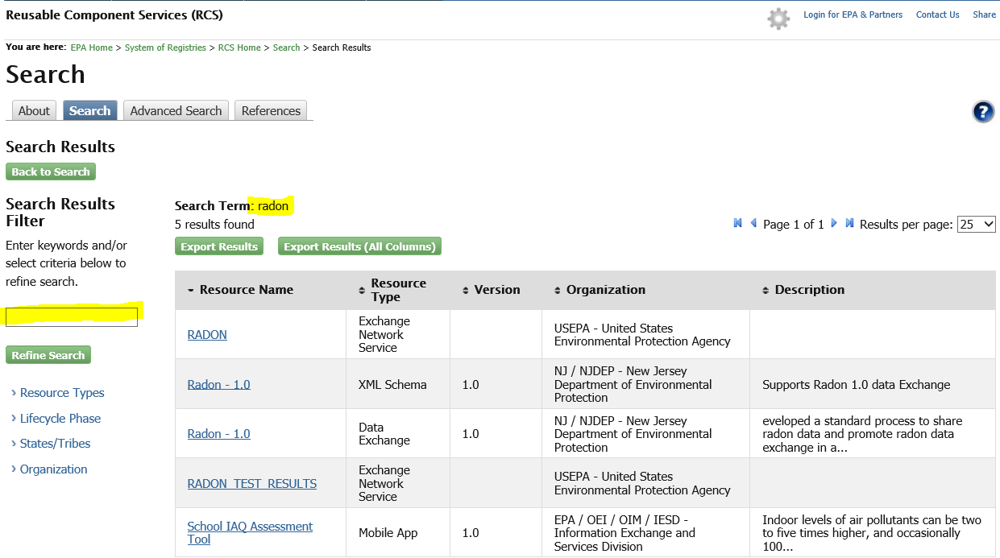 Reusable Component Services (RCS)
Login for EPA & Partners Contact Us Share
You are here: EPA Home > System of Registries > RCS Home > Search > Search Results
Search
About Search Advanced Search References
?
Search Results
Back to Search
Search Results
Filter
Enter keywords and/or
select criteria below to
refine search.
Refine Search
› Resource Types
› Lifecycle Phase
› States/Tribes
› Organization
Search Term: radon
5 results found
Page 1 of 1 Results per page: 25
Export Results Export Results (All Columns)
Resource Name Resource Type Version Organization Description
RADON
Exchange
Network
Service
USEPA - United States
Environmental Protection Agency
Radon - 1.0
XML Schema
1.0
NJ / NJDEP - New Jersey
Department of Environmental
Protection
Supports Radon 1.0 data Exchange
Radon - 1.0
Data
Exchange
1.0
NJ / NJDEP - New Jersey
Department of Environmental
Protection
eveloped a standard process to share
radon data and promote radon data
exchange in a...
RADON_TEST_RESULTS
Exchange
Network
Service
USEPA - United States
Environmental Protection Agency
School IAQ Assessment
Tool
Mobile App
1.0
EPA / OEI / OIM / IESD -
Information Exchange and
Services Division
Indoor levels of air pollutants can be two
to five times higher, and occasionally
100...